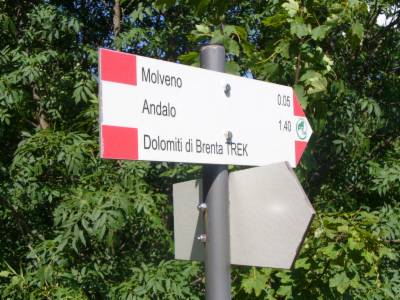 Molveno 0.05
Andalo 1.40
Dolomiti di Brenta TREK